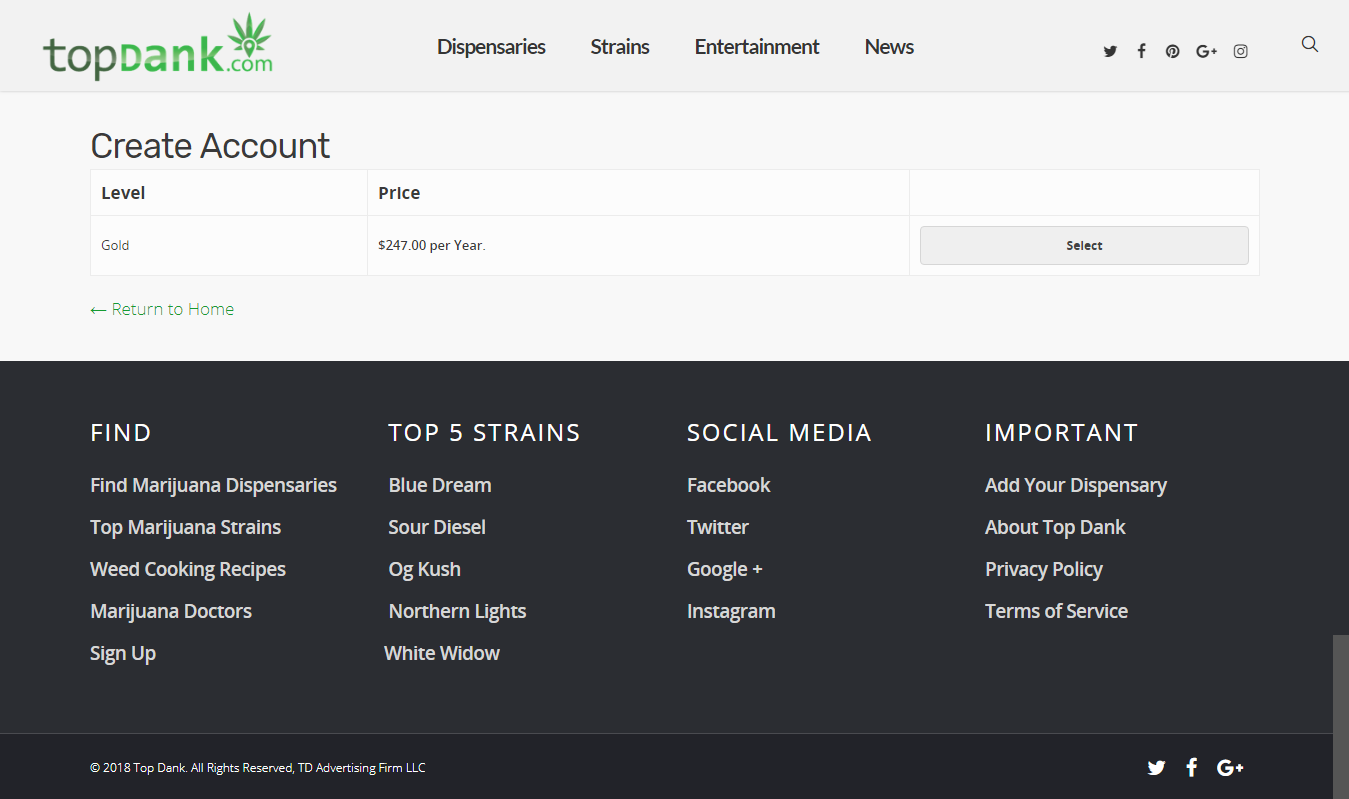 topDank.com
Dispensaries Strains Entertainment News
Create Account
Level Price
Gold $247.00 per Year. Select
← Return to Home
FIND TOP 5 STRAINS SOCIAL MEDIA IMPORTANT
Find Marijuana Dispensaries Blue Dream Facebook Add Your Dispensary
Top Marijuana Strains Sour Diesel Twitter About Top Dank
Weed Cooking Recipes Og Kush Google + Privacy Policy
Marijuana Doctors Northern Lights Instagram Terms of Service
Sign Up White Widow
© 2018 Top Dank. All Rights Reserved, TD Advertising Firm LLC